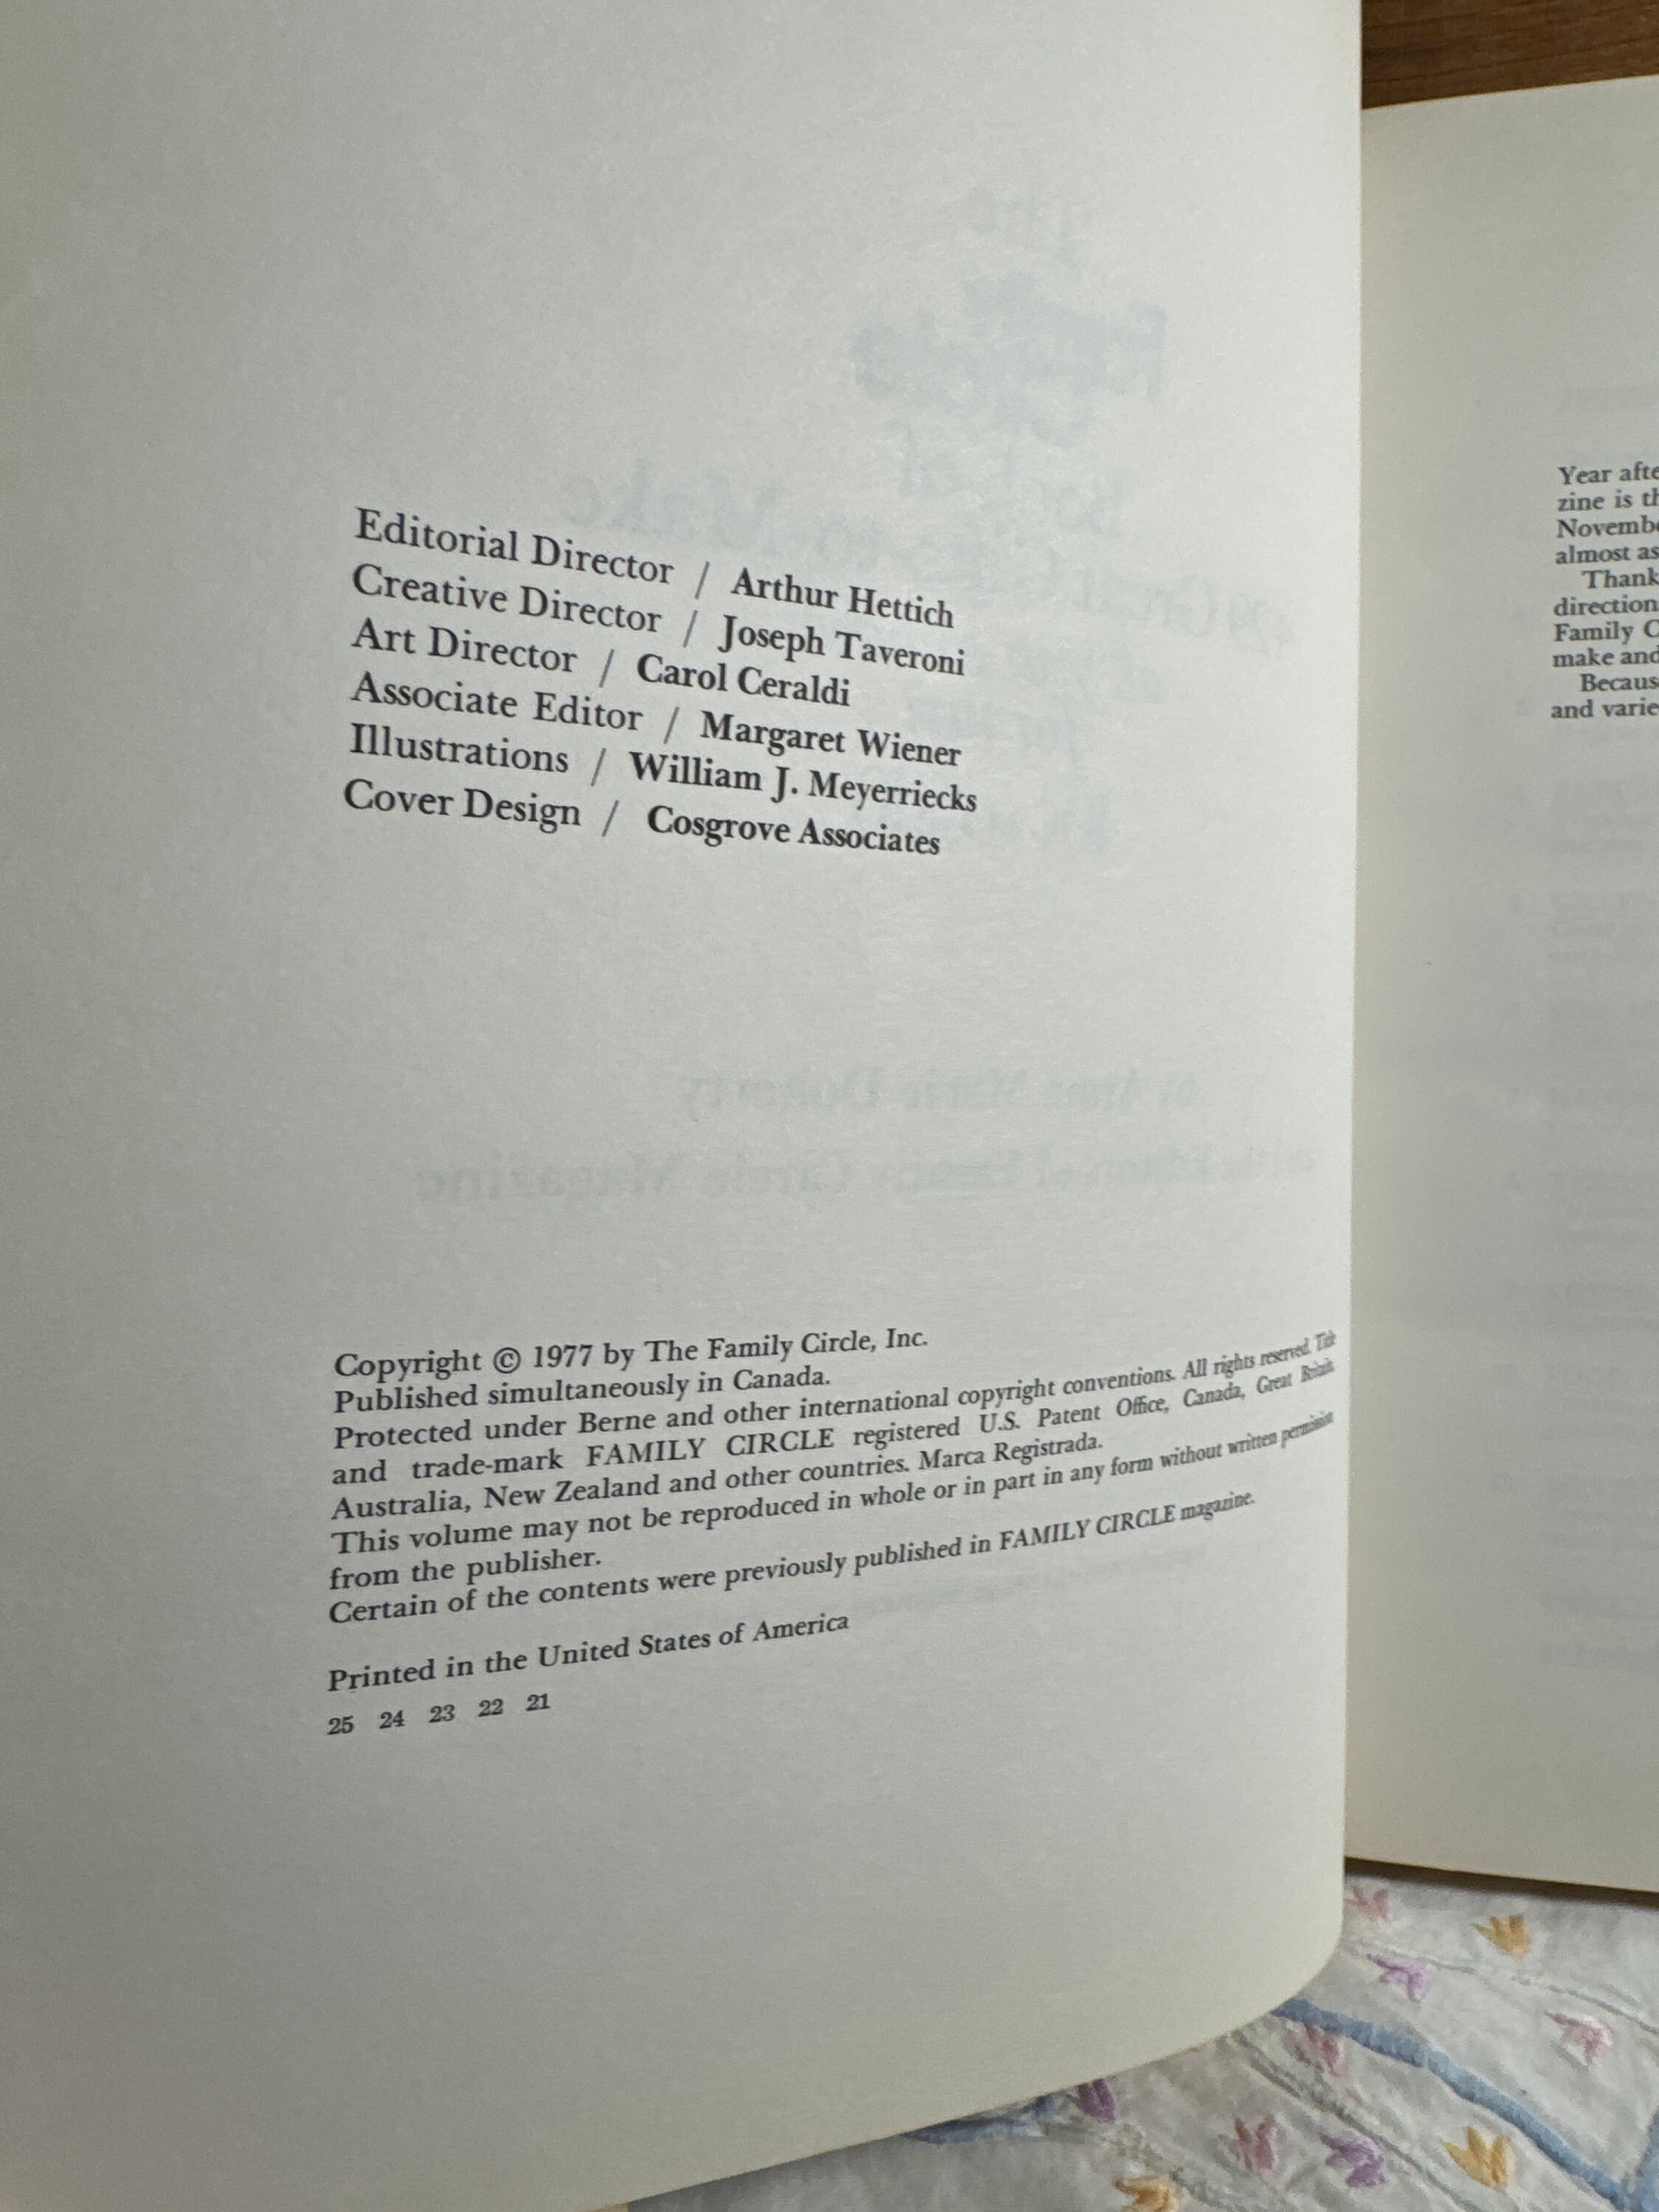 Editorial Director / Arthur Hettich
Creative Director / Joseph Taveroni
Art Director / Carol Ceraldi
Associate Editor / Margaret Wiener
Illustrations / William J. Meyerriecks
Cover Design / Cosgrove Associates
Copyright © 1977 by The Family Circle, Inc.
Published simultaneously in Canada.
Protected under Berne and other international copyright conventions. All rights reserved. Title
and trade-mark FAMILY CIRCLE registered U.S. Patent Office, Canada, Great Britain,
Australia, New Zealand and other countries. Marca Registrada.
This volume may not be reproduced in whole or in part in any form without written permission
from the publisher.
Certain of the contents were previously published in FAMILY CIRCLE magazine.
Printed in the United States of America
25 24 23 22 21
Year afte
zine is th
Novembe
almost as
Thank
direction
Family C
make and
Becaus
and varie